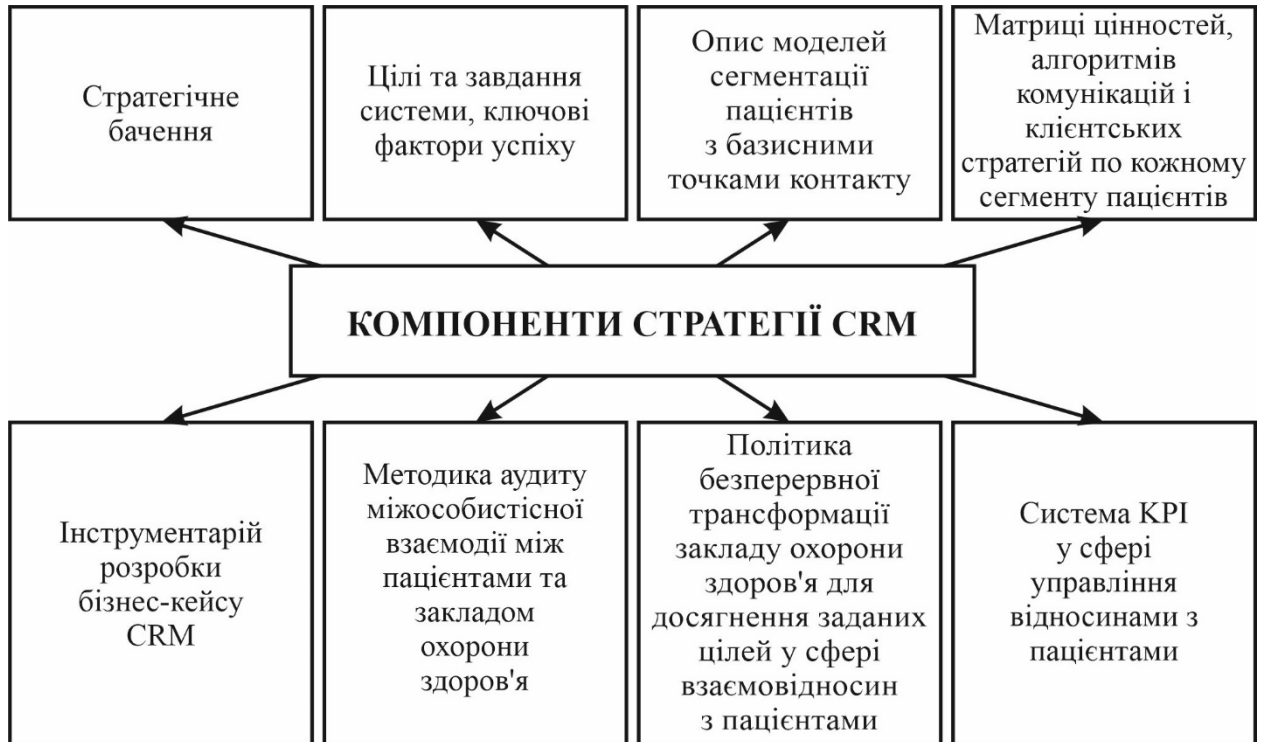 Стратегічне
бачення
Цілі та завдання
системи, ключові
фактори успіху
Опис моделей
сегментації
пацієнтів
з базисними
точками контакту
Матриці цінностей,
алгоритмів
комунікацій і
клієнтських
стратегій по кожному
сегменту пацієнтів
КОМПОНЕНТИ СТРАТЕГІЇ CRM
Інструментарій
розробки
бізнес-кейсу
CRM
Методика аудиту
міжособистісної
взаємодії між
пацієнтами та
закладом
охорони
здоров'я
Політика
безперервної
трансформації
закладу охорони
здоров'я для
досягнення заданих
цілей у сфері
взаємовідносин
з пацієнтами
Система KPI
у сфері
управління
відносинами з
пацієнтами